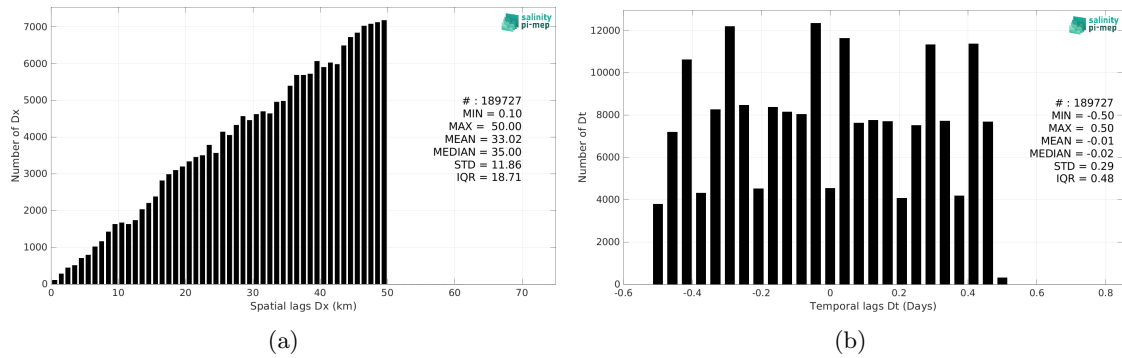 7000
6000
5000
4000
3000
2000
1000
0
Number of Dx
salinity
pi-mep
# : 189727
MIN = 0.10
MAX = 50.00
MEAN = 33.02
MEDIAN = 35.00
STD = 11.86
IQR = 18.71
0 10 20 30 40 50 60 70
Spatial lags Dx (km)
(a)
12000
10000
8000
6000
4000
2000
0
Number of Dt
salinity
pi-mep
# : 189727
MIN = -0.50
MAX = 0.50
MEAN = -0.01
MEDIAN = -0.02
STD = 0.29
IQR = 0.48
-0.6 -0.4 -0.2 0 0.2 0.4 0.6 0.8
Temporal lags Dt (Days)
(b)